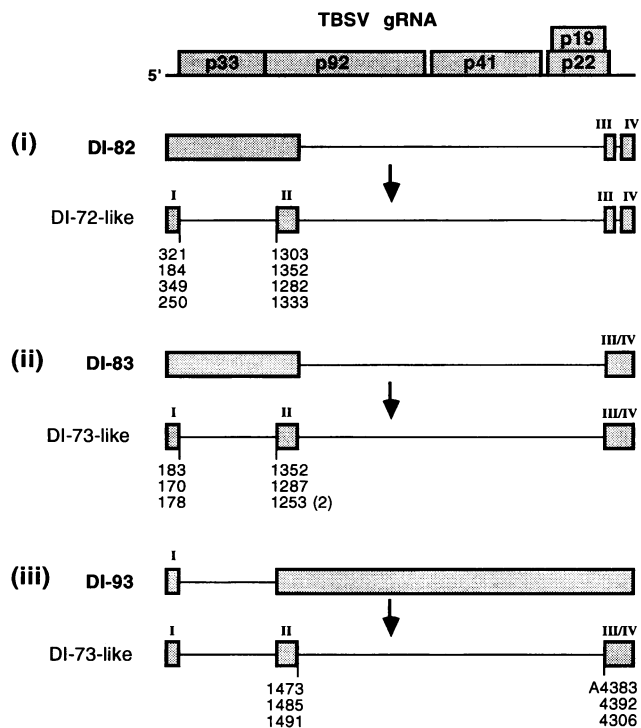 TBSV gRNA
p19
5' p33 p92 p41 p22
III IV
(i) DI-82
I II III IV
DI-72-like
321 1303
184 1352
349 1282
250 1333
III/IV
(ii) DI-83
I II III/IV
DI-73-like
183 1352
170 1287
178 1253 (2)
I
(iii) DI-93
I II III/IV
DI-73-like
1473 A4383
1485 4392
1491 4306